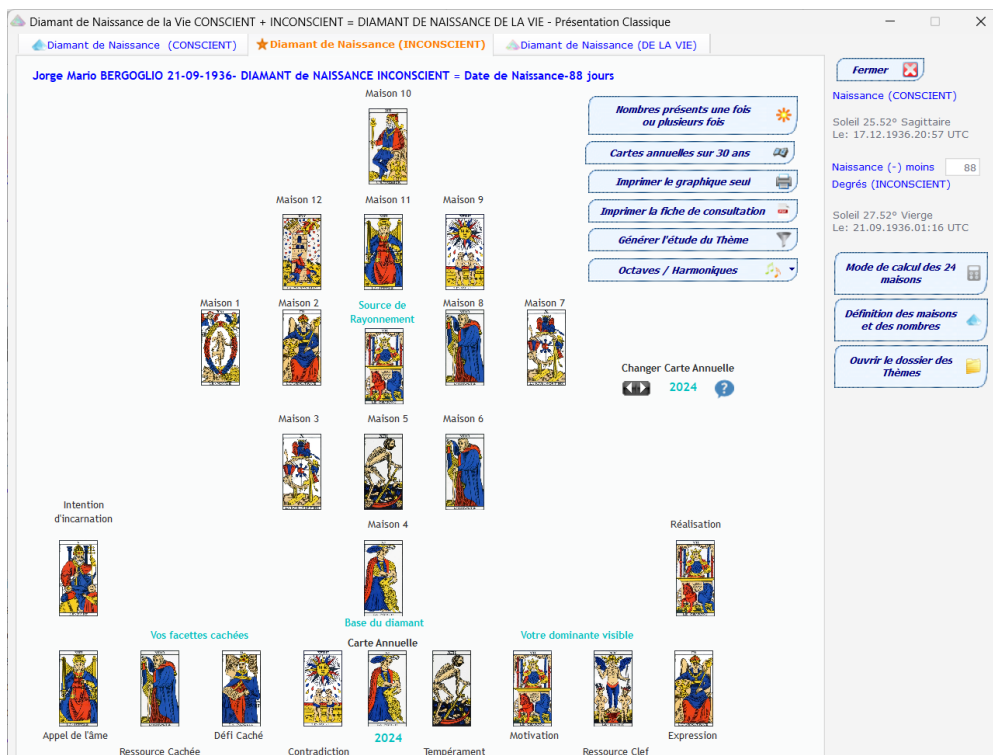 Diamant de Naissance de la Vie CONSCIENT + INCONSCIENT = DIAMANT DE NAISSANCE DE LA VIE - Présentation Classique
Diamant de Naissance (CONSCIENT)
Diamant de Naissance (INCONSCIENT)
Diamant de Naissance (DE LA VIE)
Jorge Mario BERGOGLIO 21-09-1936- DIAMANT de NAISSANCE INCONSCIENT = Date de Naissance-88 jours
Maison 10
Maison 12
Maison 11
Maison 9
Maison 1
Maison 2
Source de
Rayonnement
Maison 8
Maison 7
Maison 3
Maison 5
Maison 6
Intention
d'incarnation
Maison 4
Réalisation
Base du diamant
Vos facettes cachées
Carte Annuelle
Votre dominante visible
Appel de l'âme
Défi Caché
2024
Motivation
Expression
Ressource Cachée
Contradiction
Tempérament
Ressource Clef
Nombres présents une fois
ou plusieurs fois
Cartes annuelles sur 30 ans
Imprimer le graphique seul
Imprimer la fiche de consultation
Générer l'étude du Thème
Octaves / Harmoniques
Changer Carte Annuelle
2024
?
Fermer
Naissance (CONSCIENT)
Soleil 25.52° Sagittaire
Le: 17.12.1936.20:57 UTC
Naissance (-) moins 88
Degrés (INCONSCIENT)
Soleil 27.52° Vierge
Le: 21.09.1936.01:16 UTC
Mode de calcul des 24
maisons
Définition des maisons
et des nombres
Ouvrir le dossier des
Thèmes